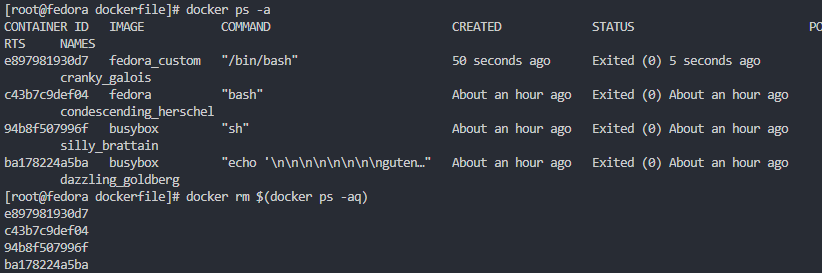 [root@fedora dockerfile]# docker ps -a
CONTAINER ID   IMAGE           COMMAND                  CREATED             STATUS                         PO
RTS     NAMES
e897981930d7   fedora_custom   "/bin/bash"              50 seconds ago      Exited (0) 5 seconds ago
        cranky_galois
c43b7c9def04   fedora          "bash"                   About an hour ago   Exited (0) About an hour ago
        condescending_herschel
94b8f507996f   busybox         "sh"                     About an hour ago   Exited (0) About an hour ago
        silly_brattain
ba178224a5ba   busybox         "echo '\n\n\n\n\n\n\nguten…"   About an hour ago   Exited (0) About an hour ago
        dazzling_goldberg
[root@fedora dockerfile]# docker rm $(docker ps -aq)
e897981930d7
c43b7c9def04
94b8f507996f
ba178224a5ba